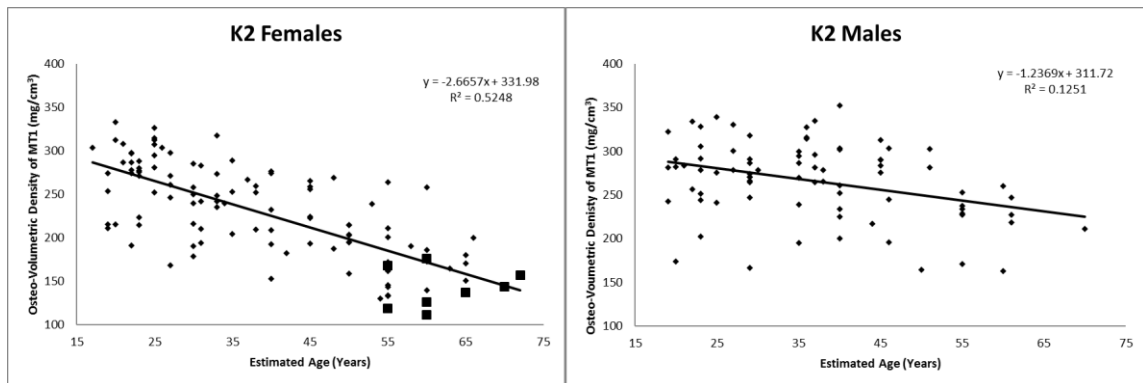 K2 Females
y = -2.6657x + 331.98
R² = 0.5248
Osteo-Volumetric Density of MT1 (mg/cm³)
400
350
300
250
200
150
100
15 25 35 45 55 65 75
Estimated Age (Years)
K2 Males
y = -1.2369x + 311.72
R² = 0.1251
Osteo-Voumetric Denisty of MT1 (mg/cm³)
400
350
300
250
200
150
100
15 25 35 45 55 65 75
Estimated Age (Years)